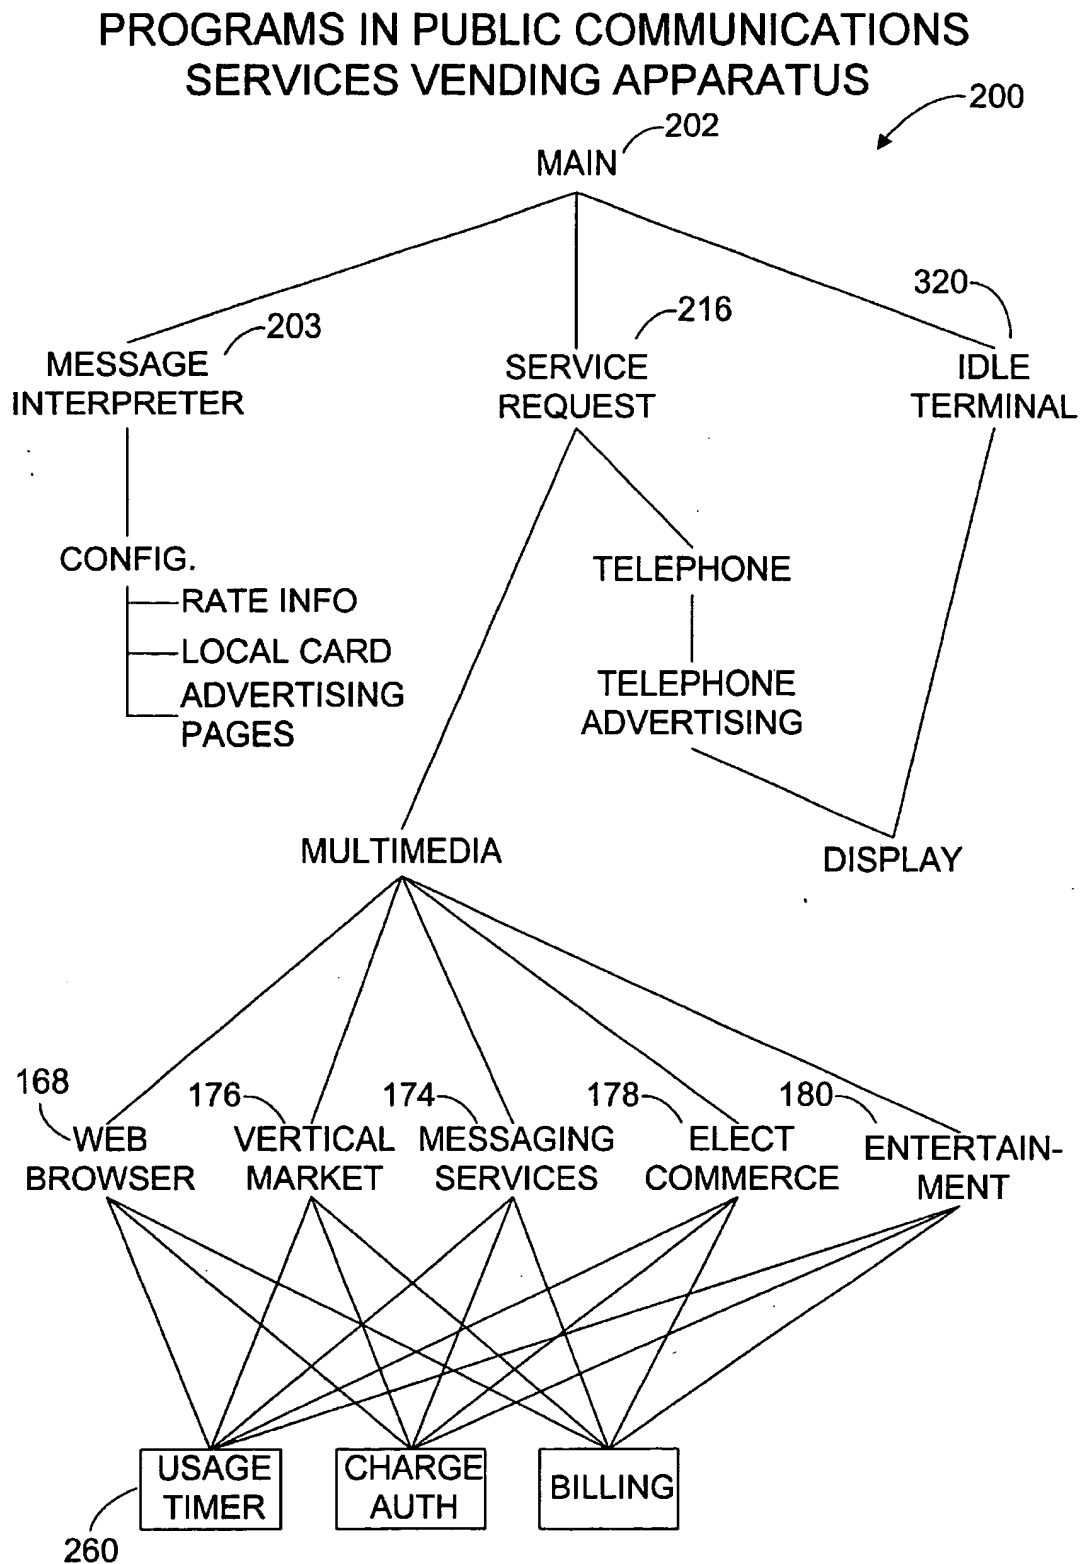 PROGRAMS IN PUBLIC COMMUNICATIONS
SERVICES VENDING APPARATUS
200
202
MAIN
320
203
216
MESSAGE
INTERPRETER
SERVICE
REQUEST
IDLE
TERMINAL
CONFIG.
RATE INFO
LOCAL CARD
ADVERTISING
PAGES
TELEPHONE
TELEPHONE
ADVERTISING
MULTIMEDIA
DISPLAY
168
176
174
178
180
WEB
BROWSER
VERTICAL
MARKET
MESSAGING
SERVICES
ELECT
COMMERCE
ENTERTAIN-
MENT
USAGE
TIMER
CHARGE
AUTH
BILLING
260